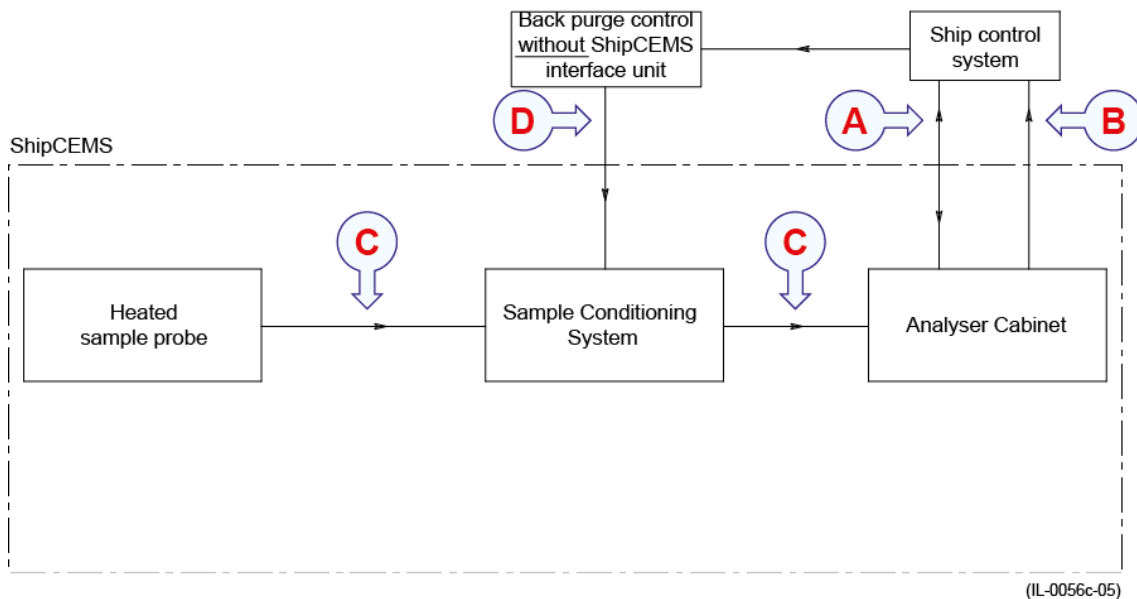 Back purge control
without ShipCEMS
interface unit
Ship control
system
D
A
B
ShipCEMS
C
C
Heated
sample probe
Sample Conditioning
System
Analyser Cabinet
(IL-0056c-05)